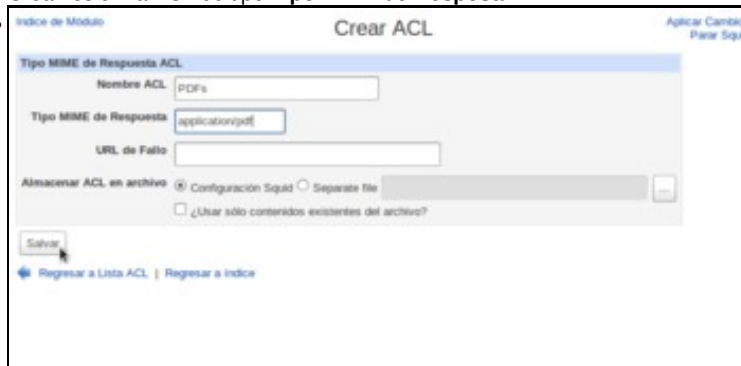 Indice de Módulo
Crear ACL
Aplicar Cambio
Parar Squi
Tipo MIME de Respuesta ACL
Nombre ACL PDFs
Tipo MIME de Respuesta application/pdf
URL de Fallo
Almacenar ACL en archivo Configuración Squid Separate file ...
¿Usar sólo contenidos existentes del archivo?
Salvar
Regresar a Lista ACL | Regresar a índice